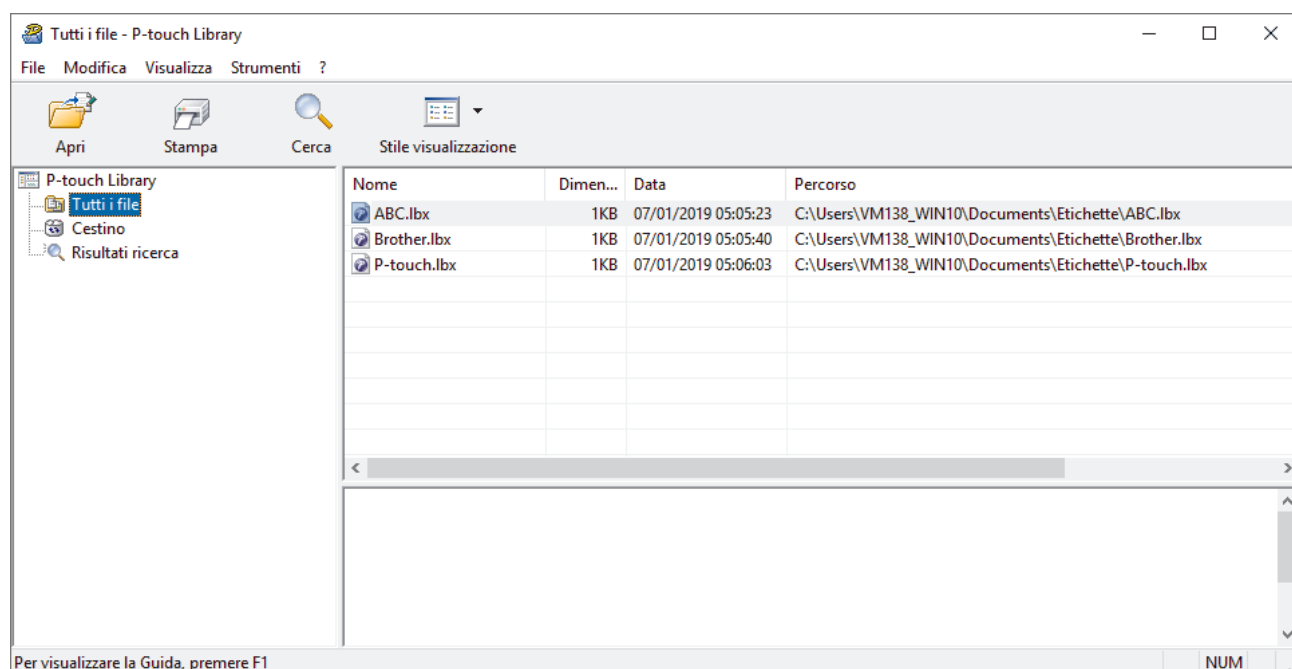 Tutti i file - P-touch Library
File Modifica Visualizza Strumenti ?
Apri Stampa Cerca Stile visualizzazione
P-touch Library
Tutti i file
Cestino
Risultati ricerca
Nome Dimen... Data Percorso
ABC.lbx 1KB 07/01/2019 05:05:23 C:\Users\VM138_WIN10\Documents\Etichette\ABC.lbx
Brother.lbx 1KB 07/01/2019 05:05:40 C:\Users\VM138_WIN10\Documents\Etichette\Brother.lbx
P-touch.lbx 1KB 07/01/2019 05:06:03 C:\Users\VM138_WIN10\Documents\Etichette\P-touch.lbx
Per visualizzare la Guida, premere F1 NUM